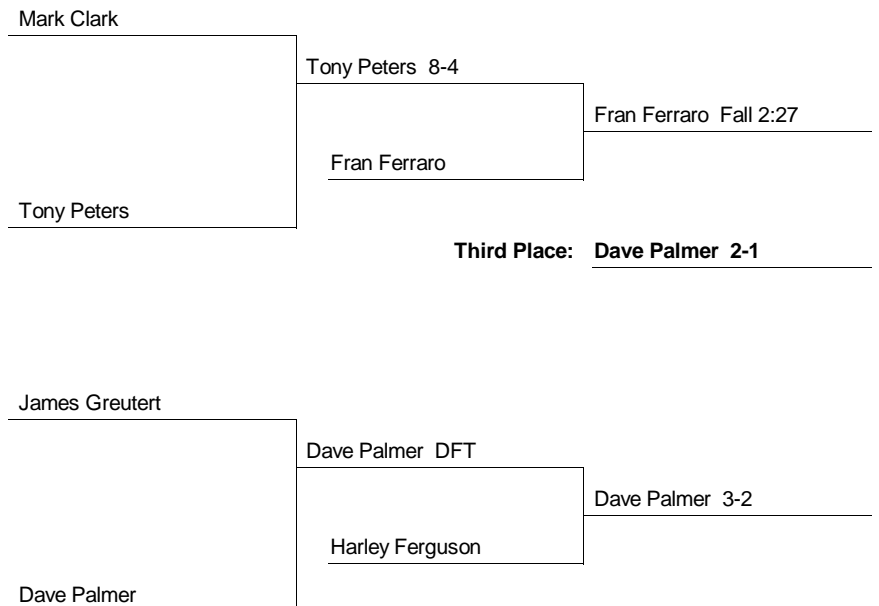 Mark Clark
Tony Peters 8-4
Fran Ferraro Fall 2:27
Fran Ferraro
Tony Peters
Third Place: Dave Palmer 2-1
James Greutert
Dave Palmer DFT
Dave Palmer 3-2
Harley Ferguson
Dave Palmer